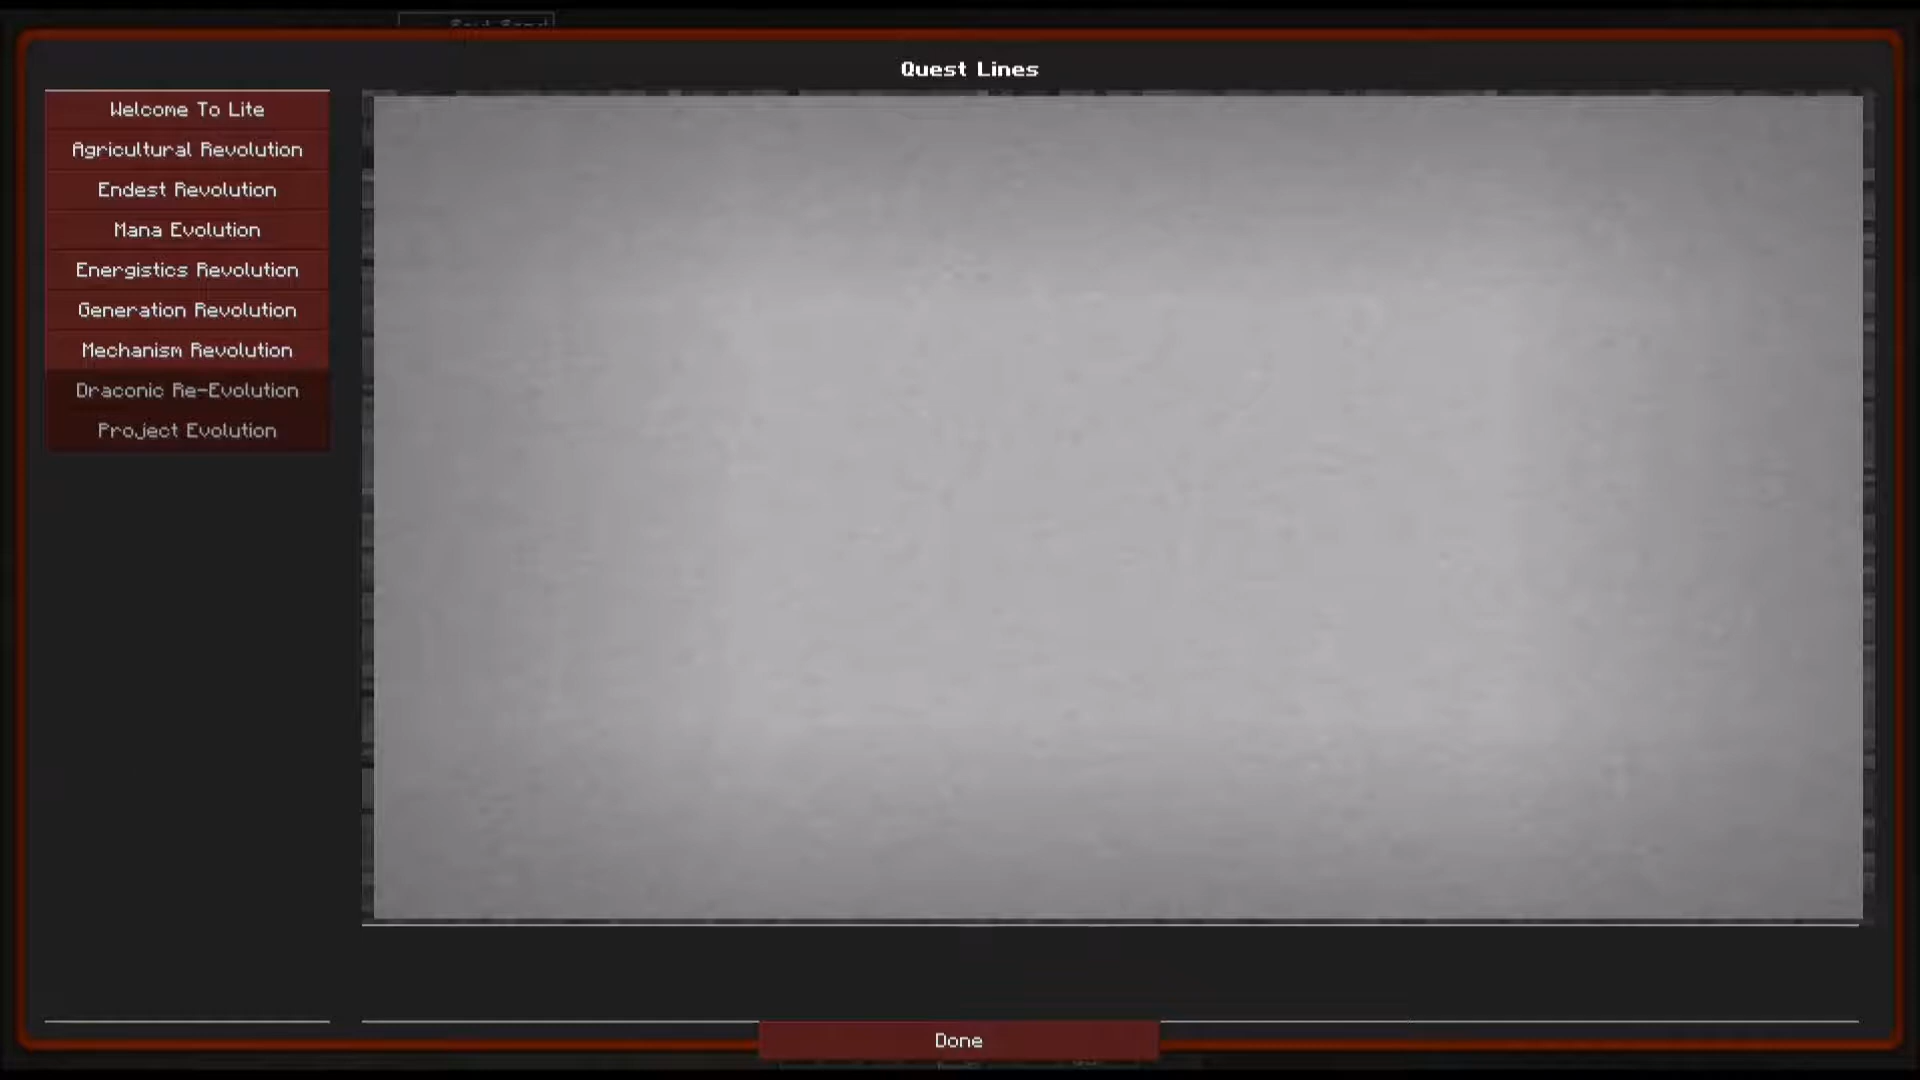 Quest Lines
Welcome To Lite
Agricultural Revolution
Endest Revolution
Mana Evolution
Energistics Revolution
Generation Revolution
Mechanism Revolution
Draconic Re-Evolution
Project Evolution
Done